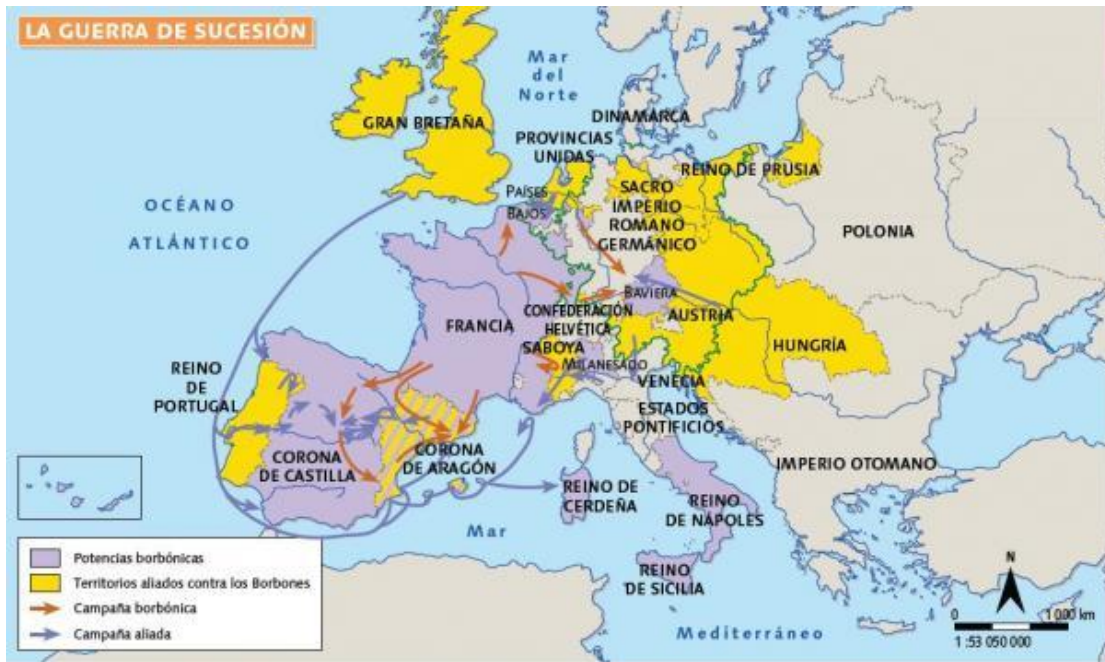 LA GUERRA DE SUCESIÓN
Mar
del
Norte
DINAMARCA
GRAN BRETAÑA
PROVINCIAS
UNIDAS
REINO DE PRUSIA
PAÍSES
BAJOS
SACRO
IMPERIO
ROMANO
GERMÁNICO
OCÉANO
ATLÁNTICO
POLONIA
BAVIERA
FRANCIA
CONFEDERACIÓN
HELVÉTICA
AUSTRIA
HUNGRÍA
SABOYA
MILANESADO
VENECIA
REINO
DE
PORTUGAL
ESTADOS
PONTIFICIOS
CORONA
DE CASTILLA
CORONA
DE ARAGÓN
IMPERIO OTOMANO
REINO DE
CERDEÑA
REINO
DE NÁPOLES
Mar
REINO
DE SICILIA
Mediterráneo
Potencias borbónicas
Territorios aliados contra los Borbones
Campaña borbónica
Campaña aliada
N
0 1 000 km
1 :53 050 000